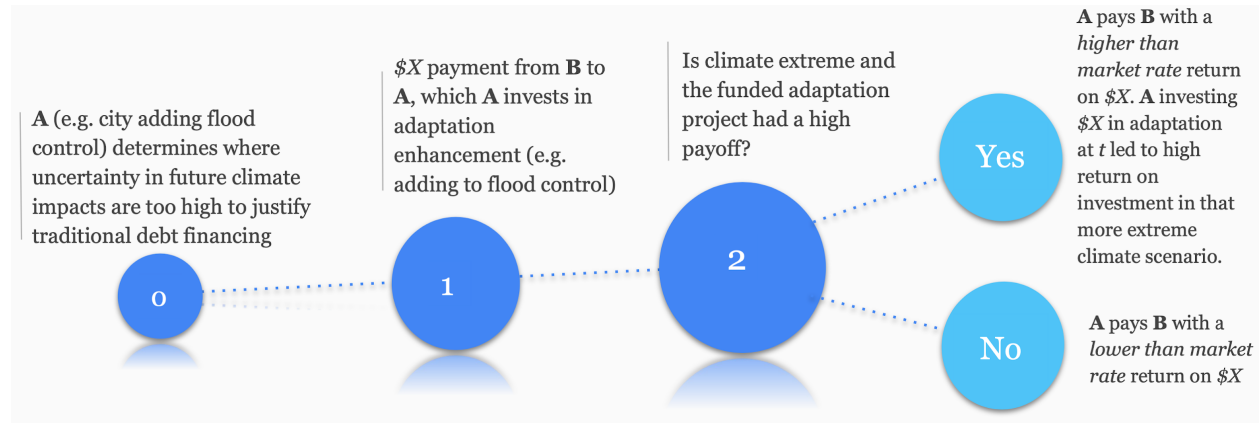 A (e.g. city adding flood
control) determines where
uncertainty in future climate
impacts are too high to justify
traditional debt financing
0
$X payment from B to
A, which A invests in
adaptation
enhancement (e.g.
adding to flood control)
1
Is climate extreme and
the funded adaptation
project had a high
payoff?
2
Yes
A pays B with a
higher than
market rate return
on $X. A investing
$X in adaptation
at t led to high
return on
investment in that
more extreme
climate scenario.
No
A pays B with a
lower than market
rate return on $X